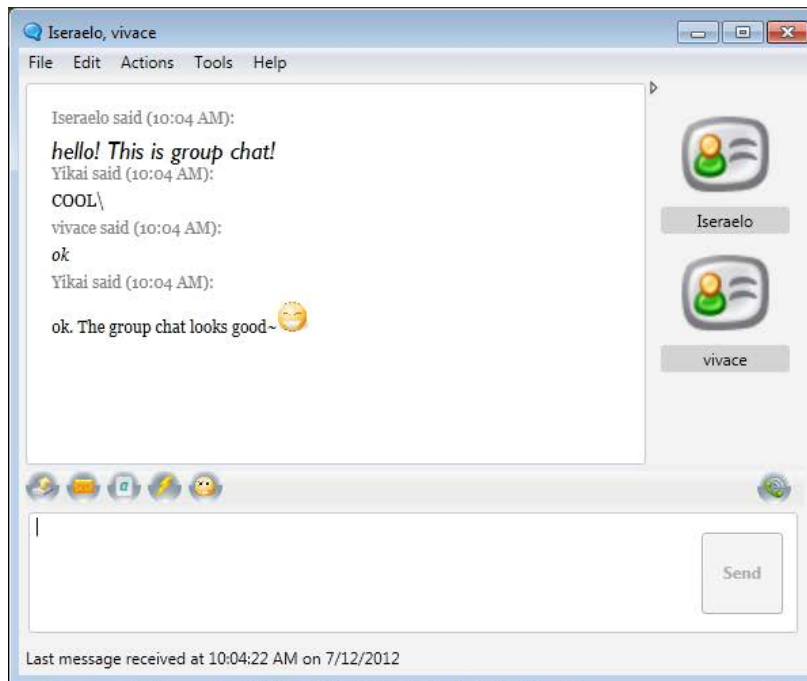 Iseraelo, vivace
File Edit Actions Tools Help
Iseraelo said (10:04 AM):
hello! This is group chat!
Yikai said (10:04 AM):
COOL\
vivace said (10:04 AM):
ok
Yikai said (10:04 AM):
ok. The group chat looks good~
Iseraelo
vivace
a
Send
Last message received at 10:04:22 AM on 7/12/2012